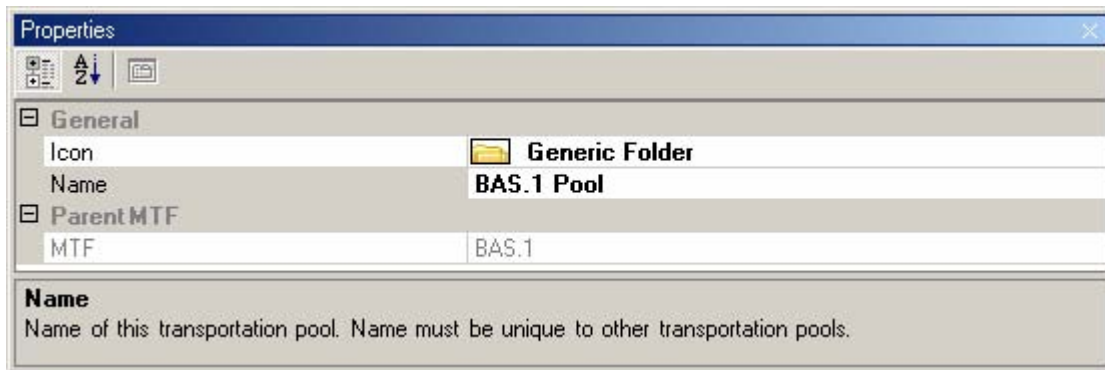 Properties
A
Z
General
Icon Generic Folder
Name BAS.1 Pool
Parent MTF
MTF BAS.1
Name
Name of this transportation pool. Name must be unique to other transportation pools.